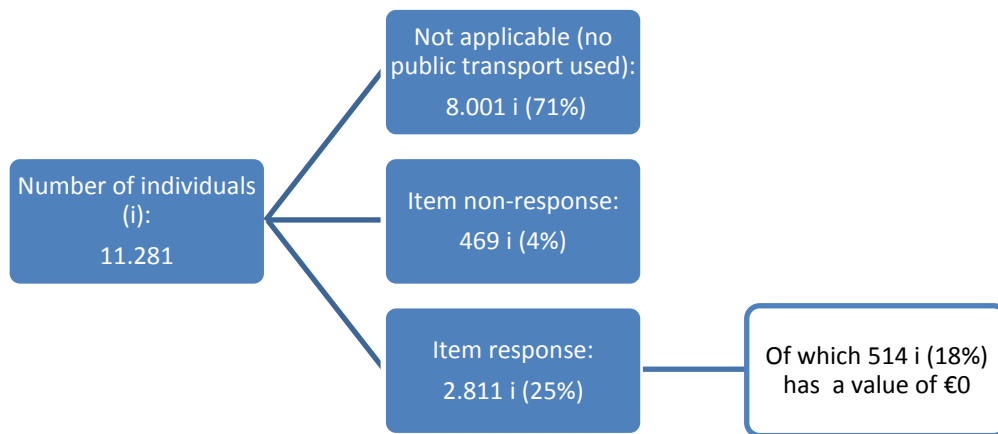 Not applicable (no
public transport used):
8.001 i (71%)
Number of individuals
(i):
11.281
Item non-response:
469 i (4%)
Item response:
2.811 i (25%)
Of which 514 i (18%)
has a value of €0